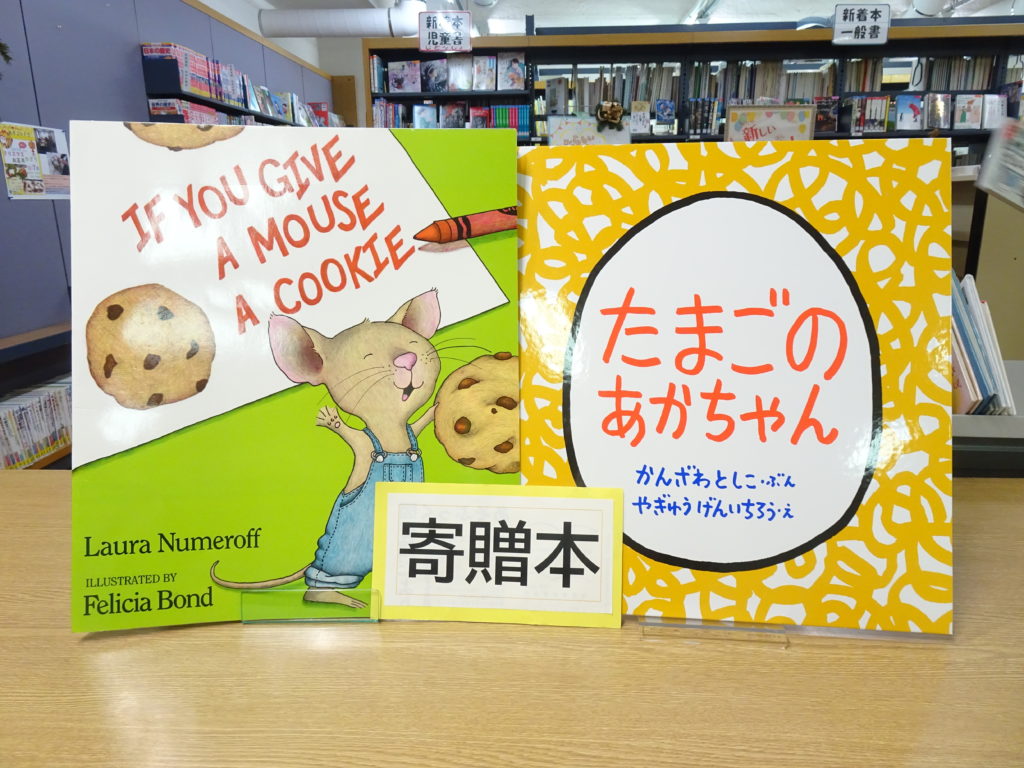 新着本
児童書
新着本
一般書
新しい
IF YOU GIVE
A MOUSE
A COOKIE
Laura Numeroff
ILLUSTRATED BY
Felicia Bond
たまごの
あかちゃん
かんざわとしこ・ぶん
やぎゅうげんいちろう・え
寄贈本